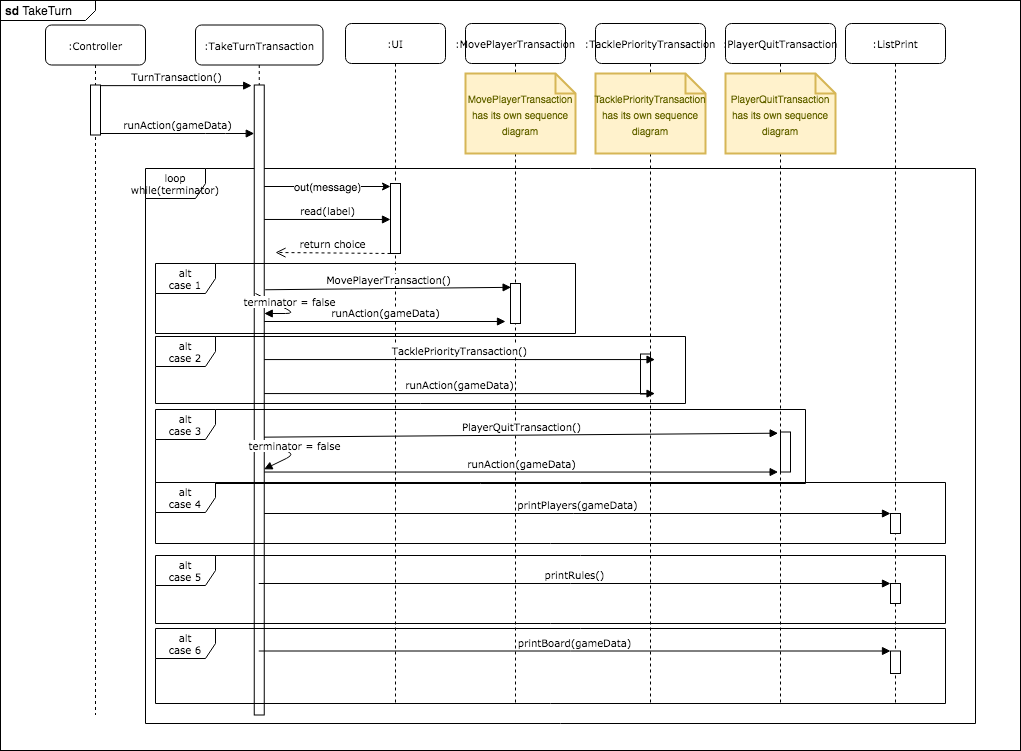 sd TakeTurn
:Controller
:TakeTurnTransaction
:UI
:MovePlayerTransaction
:TacklePriorityTransaction
:PlayerQuitTransaction
:ListPrint
TurnTransaction()
MovePlayerTransaction
has its own sequence
diagram
TacklePriorityTransaction
has its own sequence
diagram
PlayerQuitTransaction
has its own sequence
diagram
runAction(gameData)
loop
while(terminator)
out(message)
read(label)
return choice
alt
case 1
MovePlayerTransaction()
terminator = false
runAction(gameData)
alt
case 2
TacklePriorityTransaction()
runAction(gameData)
alt
case 3
PlayerQuitTransaction()
terminator = false
runAction(gameData)
alt
case 4
printPlayers(gameData)
alt
case 5
printRules()
alt
case 6
printBoard(gameData)